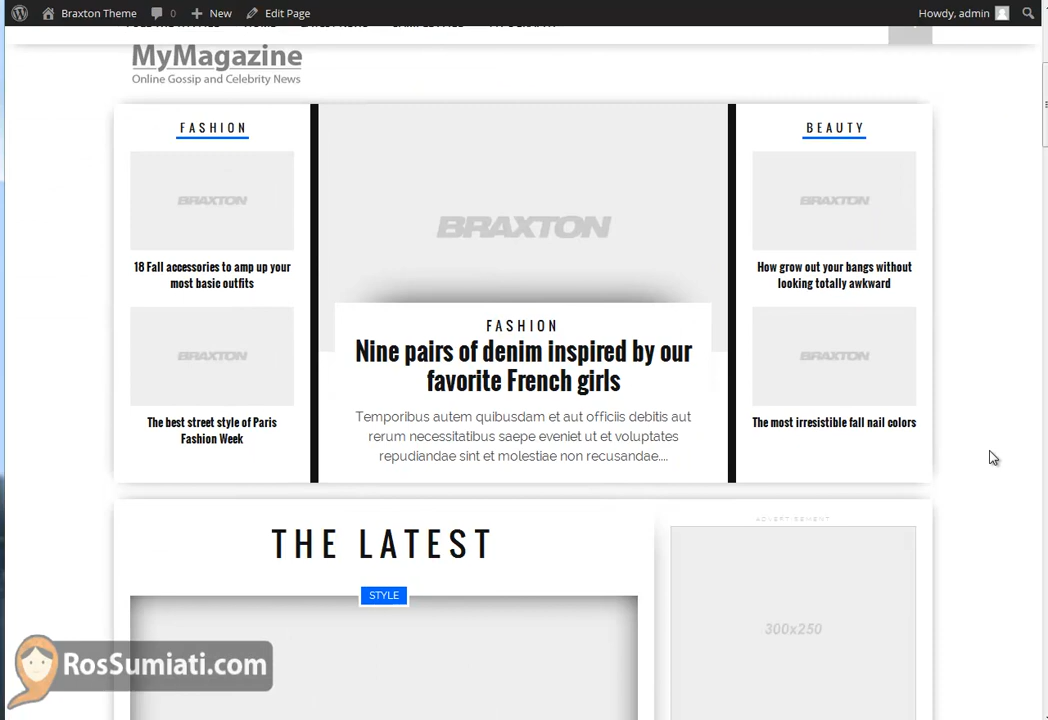 Braxton Theme 0 New Edit Page Howdy, admin
MyMagazine
Online Gossip and Celebrity News
FASHION
BRAXTON
18 Fall accessories to amp up your
most basic outfits
BRAXTON
The best street style of Paris
Fashion Week
BRAXTON
FASHION
Nine pairs of denim inspired by our
favorite French girls
Temporibus autem quibusdam et aut officiis debitis aut
rerum necessitatibus saepe eveniet ut et voluptates
repudiandae sint et molestiae non recusandae....
BEAUTY
BRAXTON
How grow out your bangs without
looking totally awkward
BRAXTON
The most irresistible fall nail colors
THE LATEST
STYLE
ADVERTISEMENT
300x250
RosSumiati.com